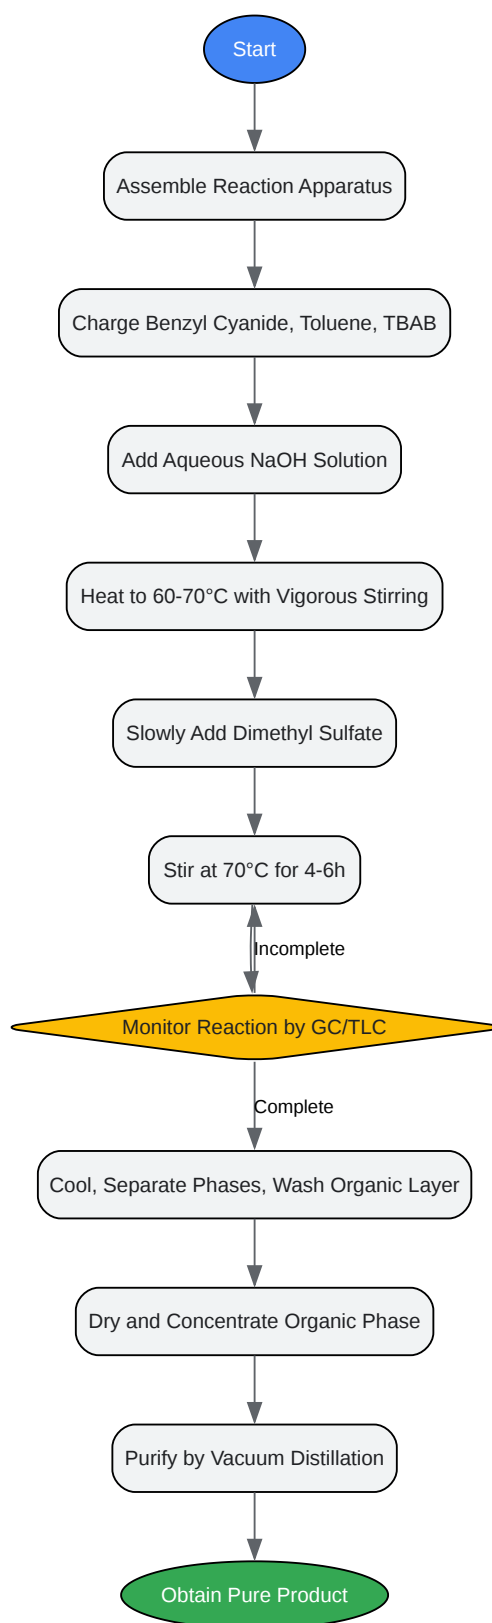 Start
Assemble Reaction Apparatus
Charge Benzyl Cyanide, Toluene, TBAB
Add Aqueous NaOH Solution
Heat to 60-70°C with Vigorous Stirring
Slowly Add Dimethyl Sulfate
Stir at 70°C for 4-6h
Incomplete
Monitor Reaction by GC/TLC
Complete
Cool, Separate Phases, Wash Organic Layer
Dry and Concentrate Organic Phase
Purify by Vacuum Distillation
Obtain Pure Product